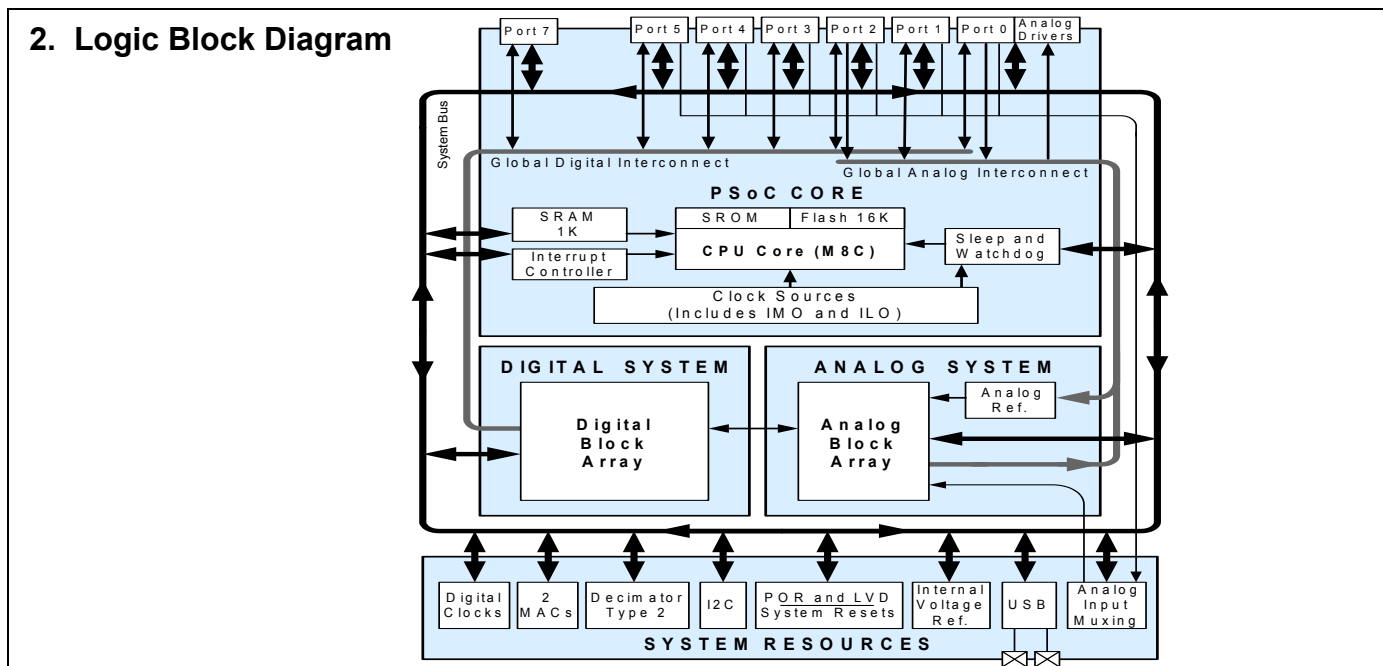 2. Logic Block Diagram
Port 7
Port 5
Port 4
Port 3
Port 2
Port 1
Port 0
Analog
Drivers
System Bus
Global Digital Interconnect
Global Analog Interconnect
PSoC CORE
SRAM
1K
SROM
Flash 16K
CPU Core (M8C)
Interrupt
Controller
Sleep and
Watchdog
Clock Sources
(Includes IMO and ILO)
DIGITAL SYSTEM
Digital
Block
Array
ANALOG SYSTEM
Analog
Block
Array
Analog
Ref.
Digital
Clocks
2
MACs
Decimator
Type 2
I2C
POR and LVD
System Resets
Internal
Voltage
Ref.
USB
Analog
Input
Muxing
SYSTEM RESOURCES